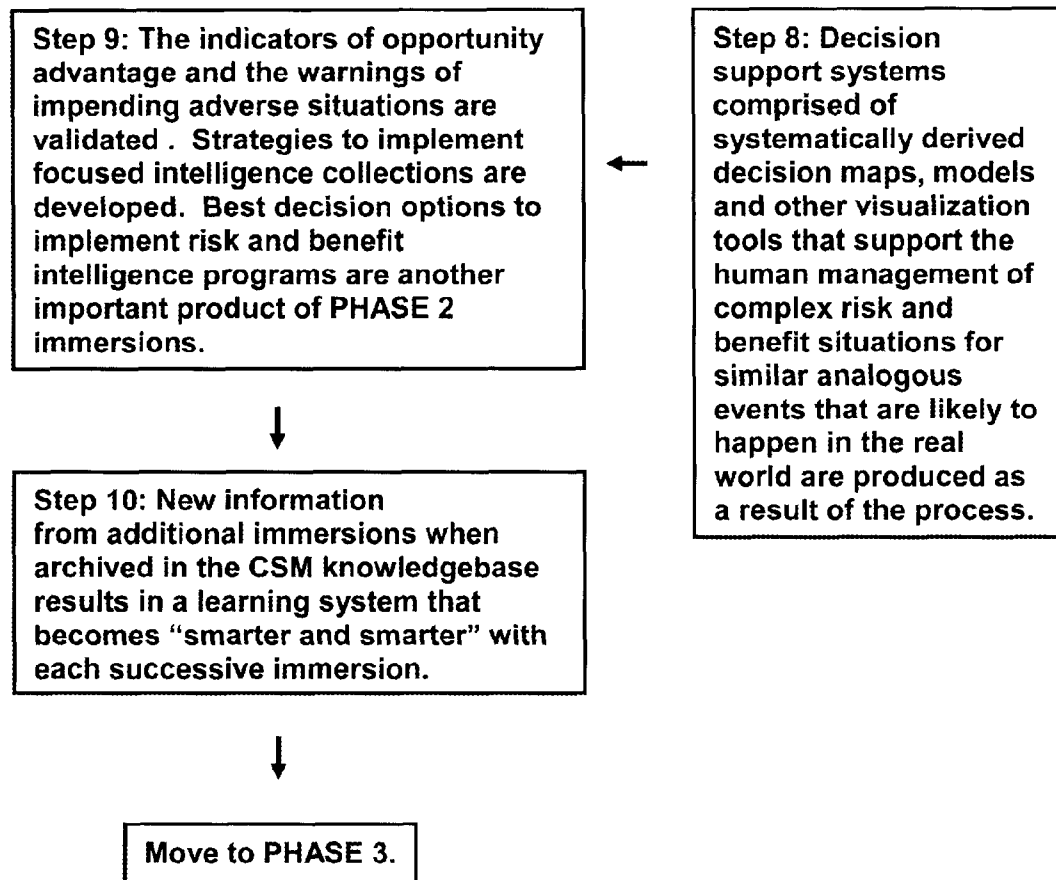 Step 9: The indicators of opportunity
advantage and the warnings of
impending adverse situations are
validated .  Strategies to implement
focused intelligence collections are
developed.  Best decision options to
implement risk and benefit
intelligence programs are another
important product of PHASE 2
immersions.
Step 8: Decision
support systems
comprised of
systematically derived
decision maps, models
and other visualization
tools that support the
human management of
complex risk and
benefit situations for
similar analogous
events that are likely to
happen in the real
world are produced as
a result of the process.
Step 10: New information
from additional immersions when
archived in the CSM knowledgebase
results in a learning system that
becomes “smarter and smarter” with
each successive immersion.
Move to PHASE 3.